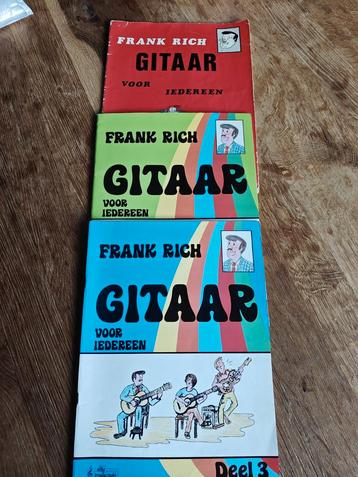 FRANK RICH
GITAAR
VOOR IEDEREEN
FRANK RICH
GITAAR
VOOR
IEDEREEN
FRANK RICH
GITAAR
VOOR
IEDEREEN
Deel 3